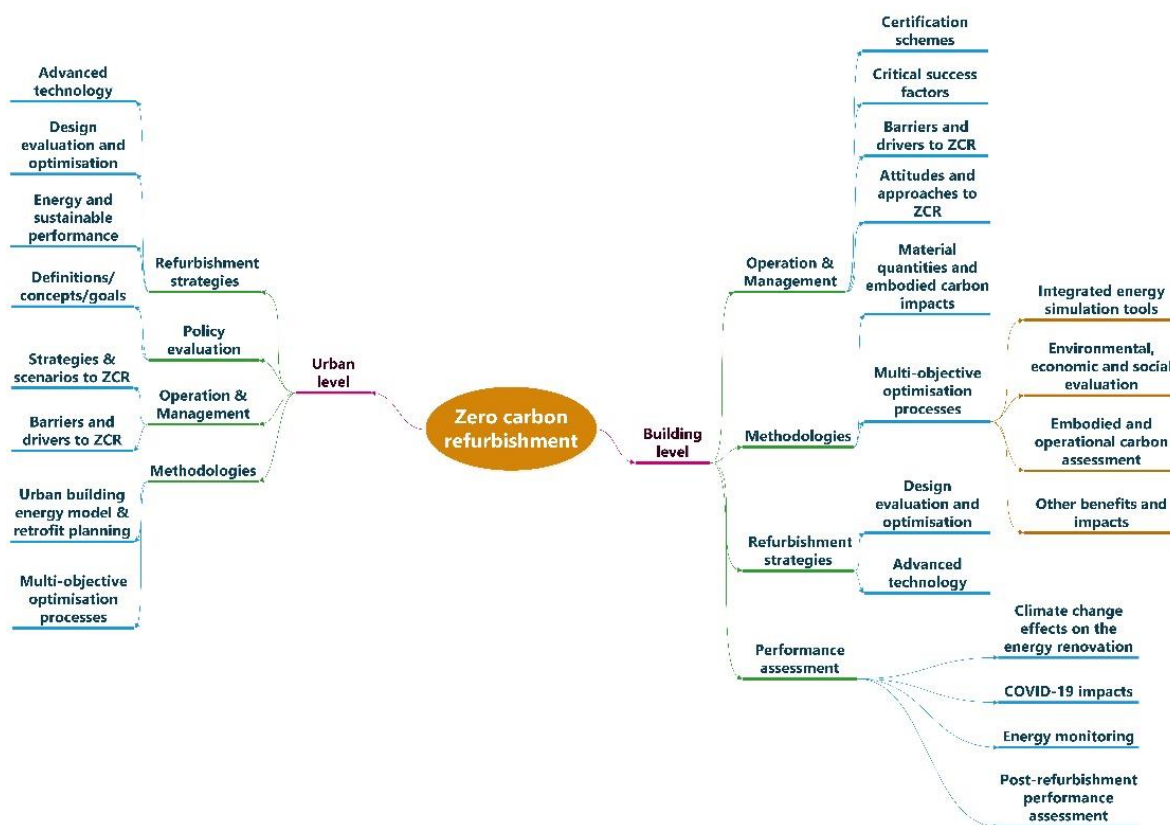 Zero carbon
refurbishment
Urban
level
Refurbishment
strategies
Advanced
technology
Design
evaluation and
optimisation
Energy and
sustainable
performance
Policy
evaluation
Definitions/
concepts/goals
Operation &
Management
Strategies &
scenarios to ZCR
Barriers and
drivers to ZCR
Methodologies
Urban building
energy model &
retrofit planning
Multi-objective
optimisation
processes
Building
level
Operation &
Management
Certification
schemes
Critical success
factors
Barriers and
drivers to ZCR
Attitudes and
approaches to
ZCR
Methodologies
Material
quantities and
embodied carbon
impacts
Multi-objective
optimisation
processes
Integrated energy
simulation tools
Environmental,
economic and social
evaluation
Embodied and
operational carbon
assessment
Other benefits and
impacts
Refurbishment
strategies
Design
evaluation and
optimisation
Advanced
technology
Performance
assessment
Climate change
effects on the
energy renovation
COVID-19 impacts
Energy monitoring
Post-refurbishment
performance
assessment